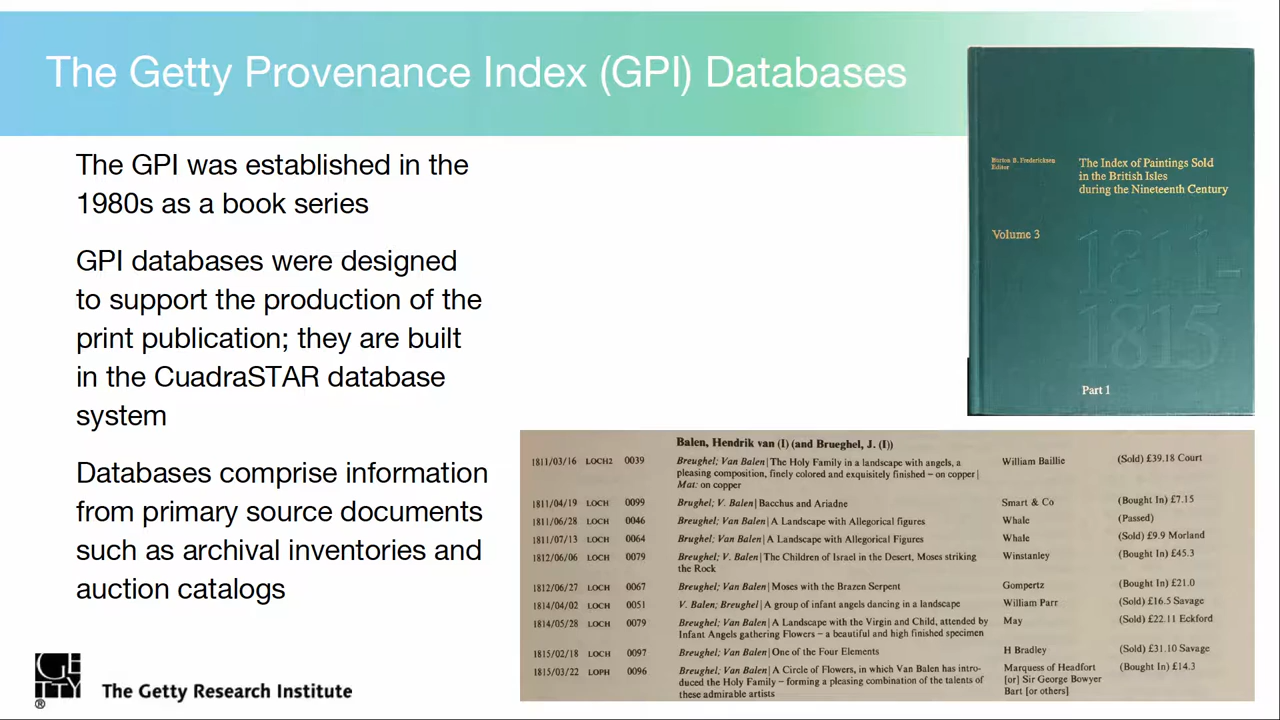 The Getty Provenance Index (GPI) Databases
The GPI was established in the
1980s as a book series
GPI databases were designed
to support the production of the
print publication; they are built
in the CuadraSTAR database
system
Databases comprise information
from primary source documents
such as archival inventories and
auction catalogs
GETTY
®
The Getty Research Institute
Burton B. Fredericksen
Editor
The Index of Paintings Sold
in the British Isles
during the Nineteenth Century
Volume 3
1811-
1815
Part 1
Balen, Hendrik van (I) (and Brueghel, J. (I))
1811/03/16 LOCH2 0039 Breughel; Van Balen | The Holy Family in a landscape with angels, a William Baillie (Sold) £39.18 Court
pleasing composition, finely colored and exquisitely finished – on copper |
Mat: on copper
1811/04/19 LOCH 0099 Brughel; V. Balen | Bacchus and Ariadne Smart & Co (Bought In) £7.15
1811/06/28 LOCH 0046 Breughel; Van Balen | A Landscape with Allegorical figures Whale (Passed)
1811/07/13 LOCH 0064 Brughel; Van Balen | A Landscape with Allegorical Figures Whale (Sold) £9.9 Morland
1812/06/06 LOCH 0079 Breughel; V. Balen | The Children of Israel in the Desert, Moses striking Winstanley (Bought In) £45.3
the Rock
1812/06/27 LOCH 0067 Breughel; Van Balen | Moses with the Brazen Serpent Gompertz (Bought In) £21.0
1814/04/02 LOCH 0051 V. Balen; Breughel | A group of infant angels dancing in a landscape William Parr (Sold) £16.5 Savage
1814/05/28 LOCH 0079 Breughel; Van Balen | A Landscape with the Virgin and Child, attended by May (Sold) £22.11 Eckford
Infant Angels gathering Flowers – a beautiful and high finished specimen
1815/02/18 LOCH 0097 Breughel; Van Balen | One of the Four Elements H Bradley (Sold) £31.10 Savage
1815/03/22 LOPH 0096 Breughel; Van Balen | A Circle of Flowers, in which Van Balen has intro- Marquess of Headfort (Bought In) £14.3
duced the Holy Family – forming a pleasing combination of the talents of [or] Sir George Bowyer
these admirable artists Bart [or others]